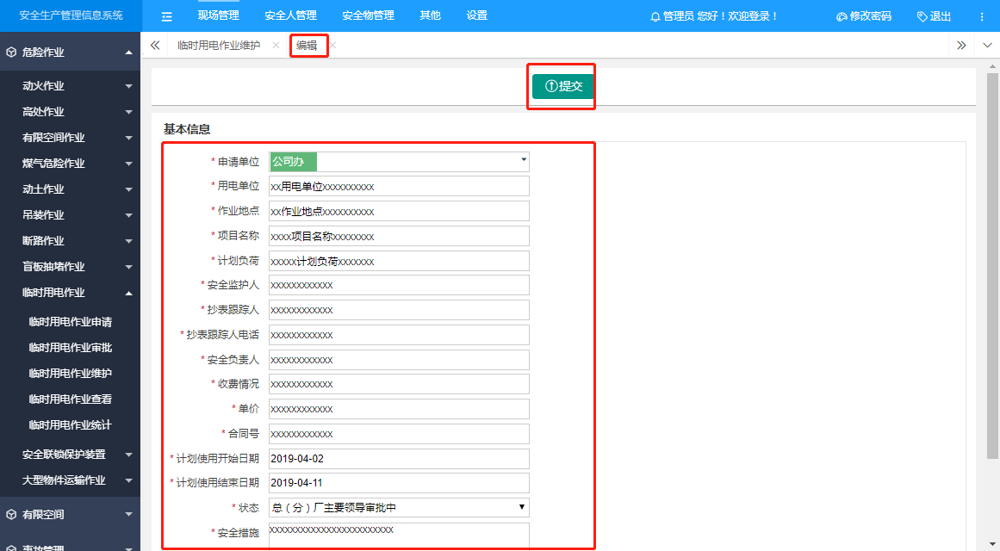 安全生产管理信息系统
现场管理 安全人管理 安全物管理 其他 设置
管理员 您好！欢迎登录！ 修改密码 退出
危险作业
动火作业
高处作业
有限空间作业
煤气危险作业
动土作业
吊装作业
断路作业
盲板抽堵作业
临时用电作业
临时用电作业申请
临时用电作业审批
临时用电作业维护
临时用电作业查看
临时用电作业统计
安全联锁保护装置
大型物件运输作业
有限空间
事故管理
临时用电作业维护 × 编辑 ×
提交
基本信息
* 申请单位 公司办
* 用电单位 xx用电单位xxxxxxxxxx
* 作业地点 xx作业地点xxxxxxxxxx
* 项目名称 xxxx项目名称xxxxxxxx
* 计划负荷 xxxxx计划负荷xxxxxxx
* 安全监护人 xxxxxxxxxxxx
* 抄表跟踪人 xxxxxxxxxxxx
* 抄表跟踪人电话 xxxxxxxxxxxx
* 安全负责人 xxxxxxxxxxxx
* 收费情况 xxxxxxxxxxxx
* 单价 xxxxxxxxxxxx
* 合同号 xxxxxxxxxxxx
* 计划使用开始日期 2019-04-02
* 计划使用结束日期 2019-04-11
* 状态 总（分）厂主要领导审批中
* 安全措施 xxxxxxxxxxxxxxxxxxxxxxxx